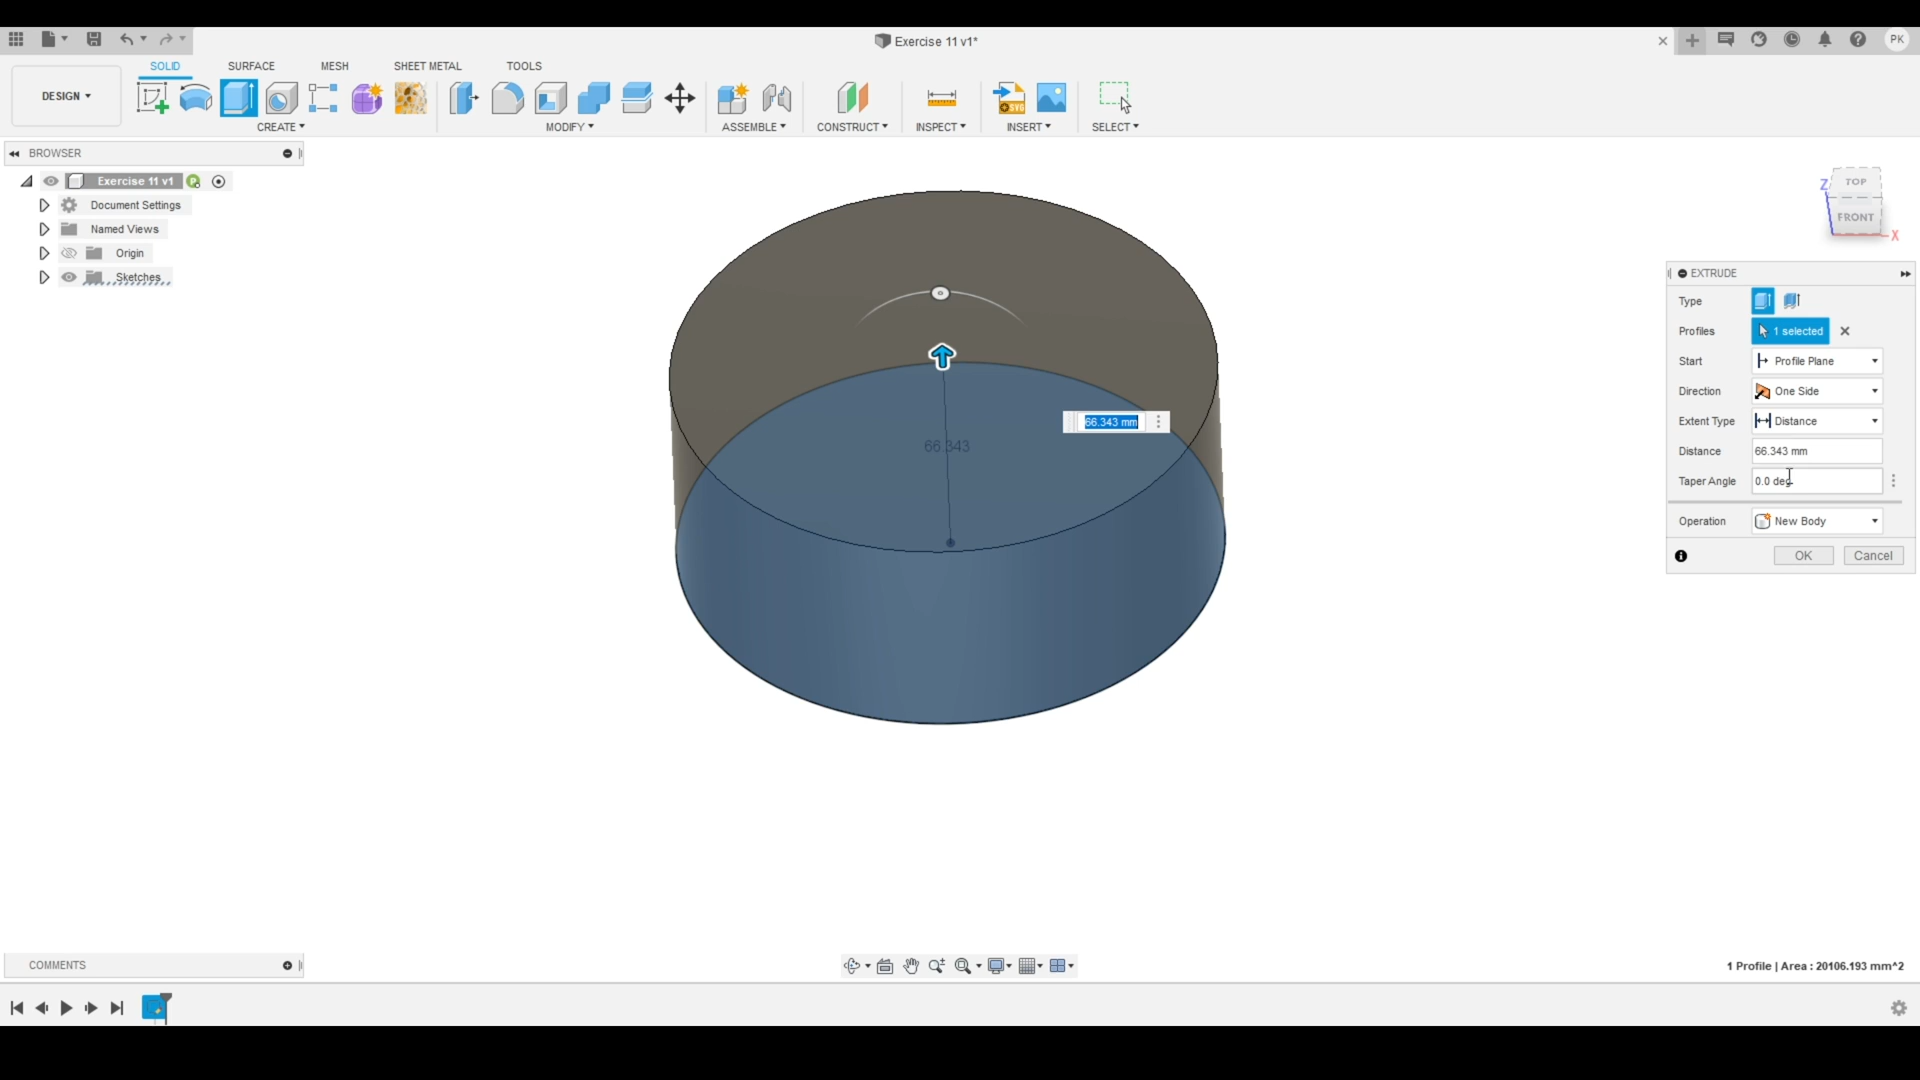 Exercise 11 v1*
PK
DESIGN
SOLID
SURFACE
MESH
SHEET METAL
TOOLS
CREATE
MODIFY
ASSEMBLE
CONSTRUCT
INSPECT
INSERT
SVG
SELECT
BROWSER
Exercise 11 v1
Document Settings
Named Views
Origin
Sketches
TOP
FRONT
Z
X
66.343
66.343 mm
EXTRUDE
Type
Profiles 1 selected
Start Profile Plane
Direction One Side
Extent Type Distance
Distance 66.343 mm
Taper Angle 0.0 deg
Operation New Body
OK Cancel
COMMENTS
1 Profile | Area : 20106.193 mm^2